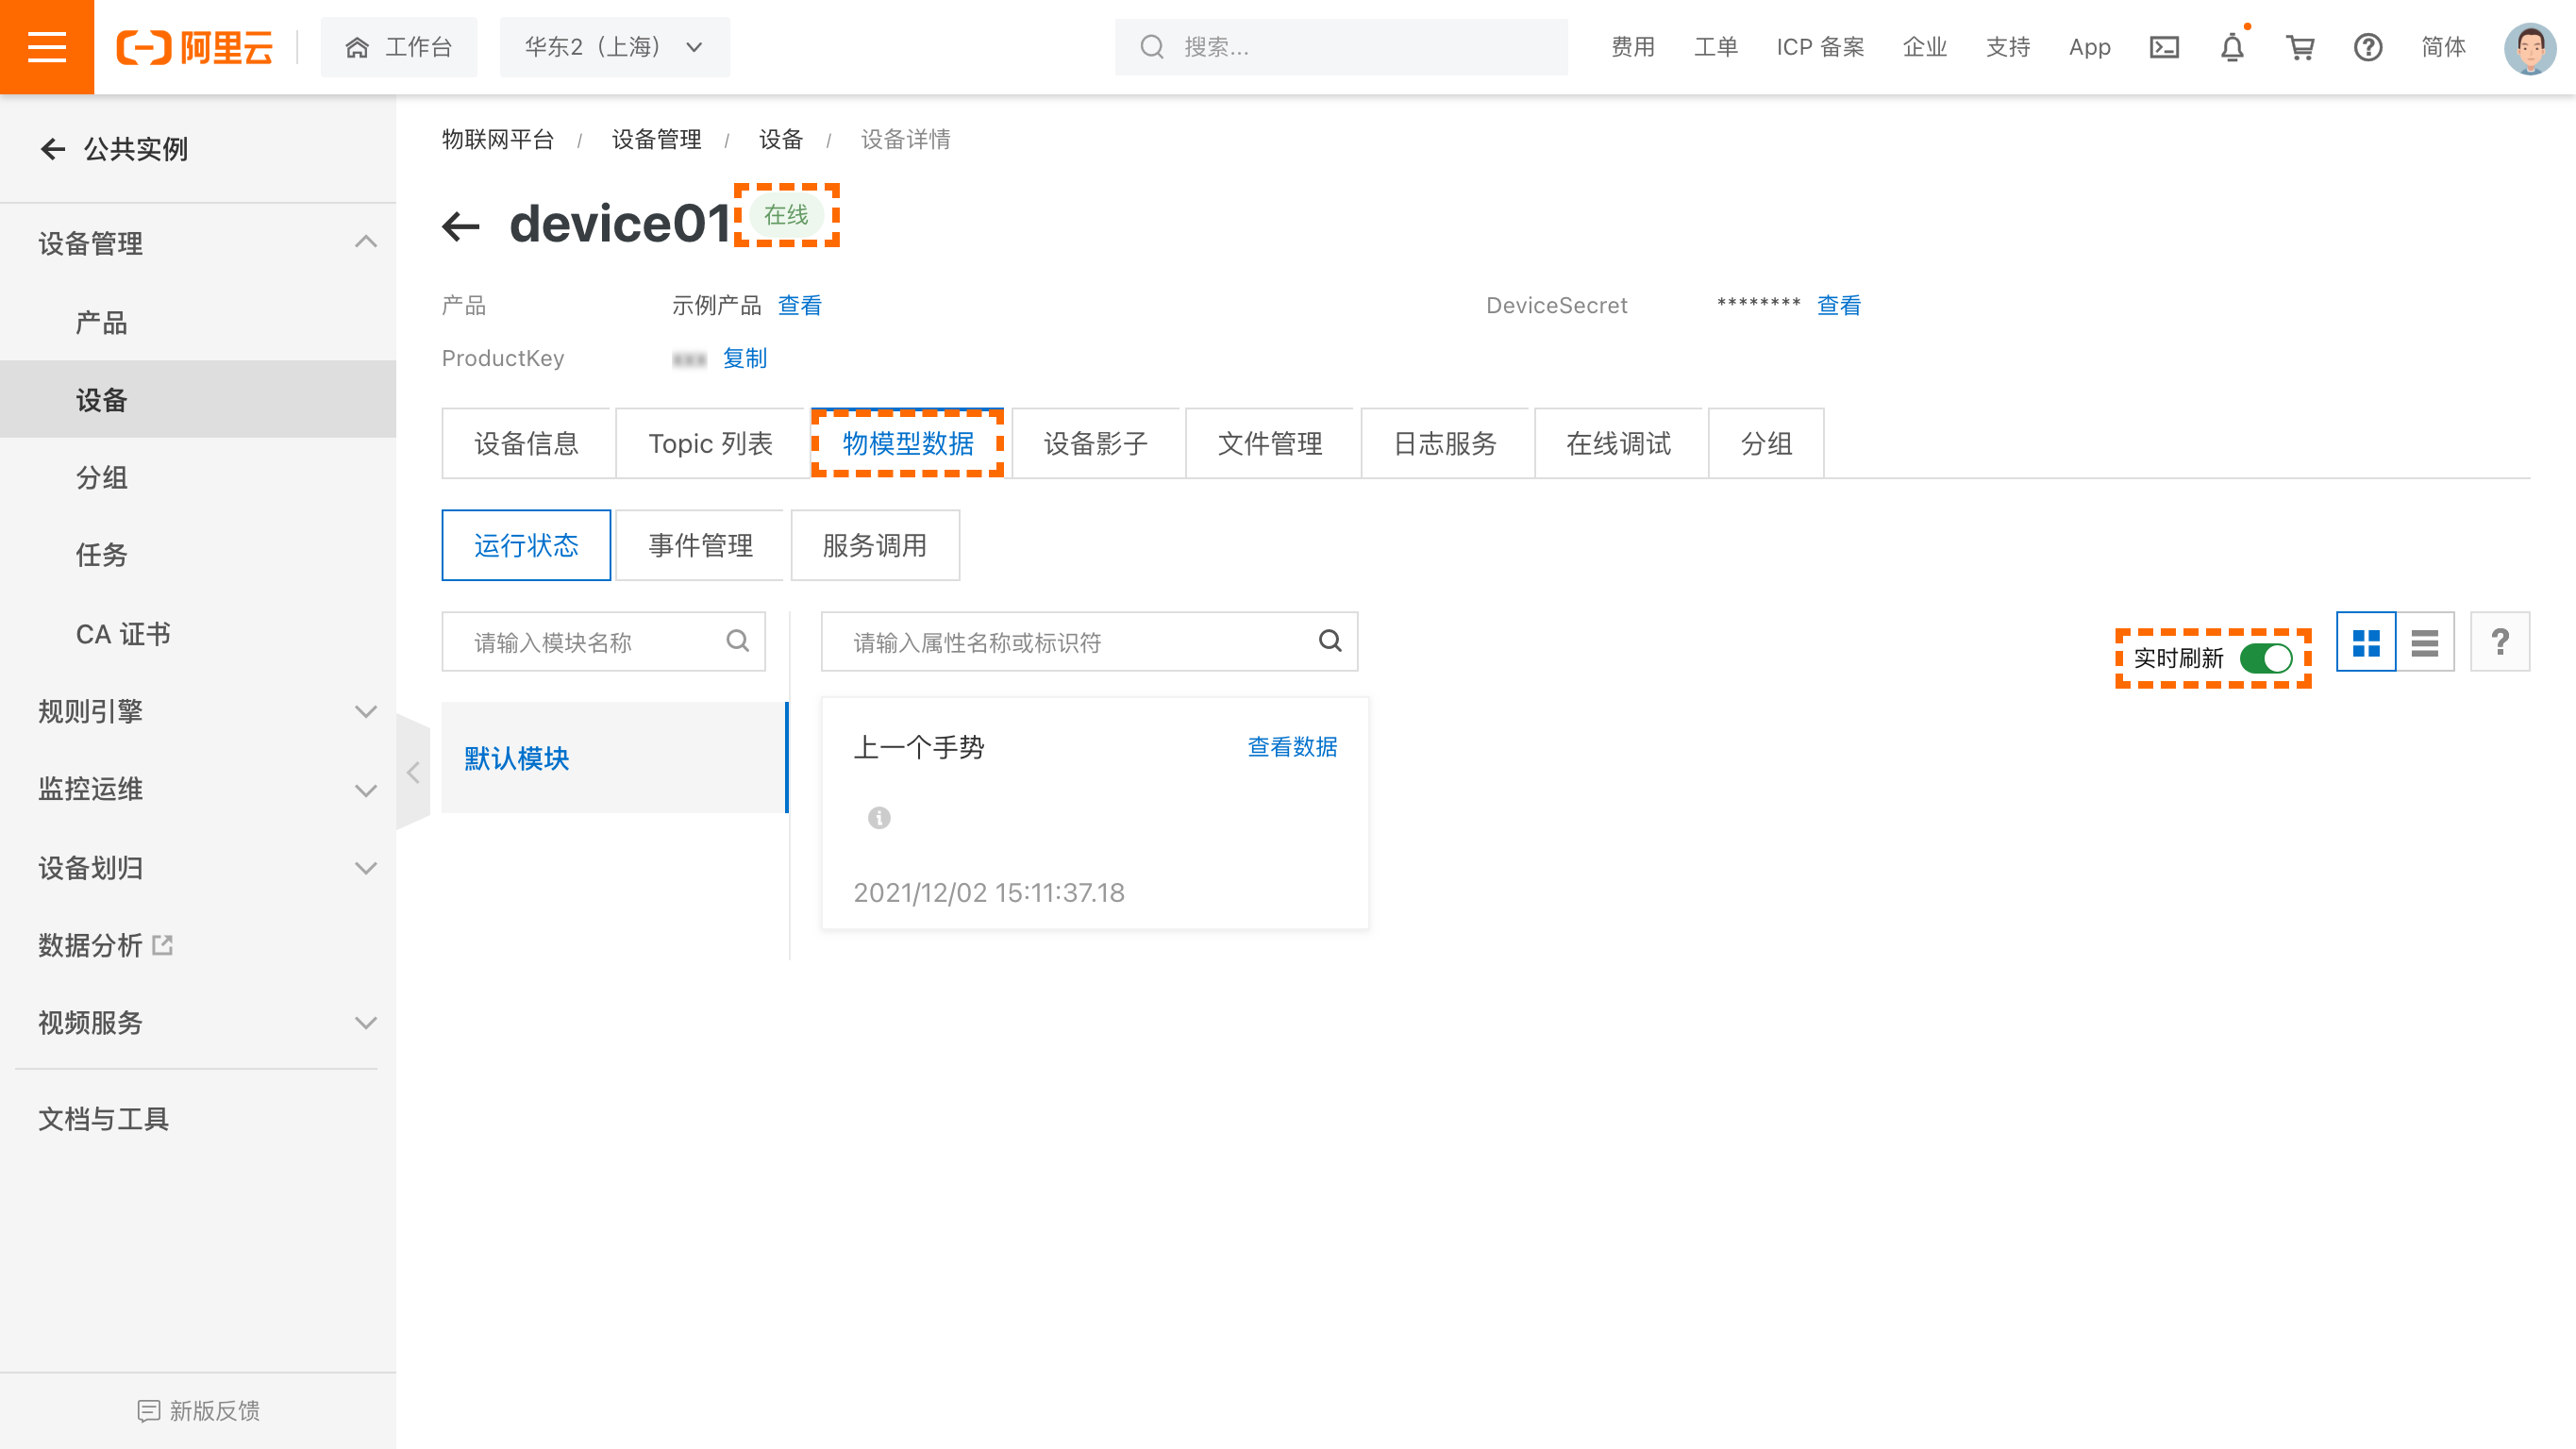 阿里云
工作台
华东2（上海）
搜索...
费用 工单 ICP 备案 企业 支持 App 简体
公共实例
设备管理
产品
设备
分组
任务
CA 证书
规则引擎
监控运维
设备划归
数据分析
视频服务
文档与工具
新版反馈
物联网平台 / 设备管理 / 设备 / 设备详情
device01 在线
产品 示例产品 查看 DeviceSecret ******** 查看
ProductKey 复制
设备信息 Topic 列表 物模型数据 设备影子 文件管理 日志服务 在线调试 分组
运行状态 事件管理 服务调用
请输入模块名称 请输入属性名称或标识符 实时刷新 ?
默认模块
上一个手势 查看数据
2021/12/02 15:11:37.18